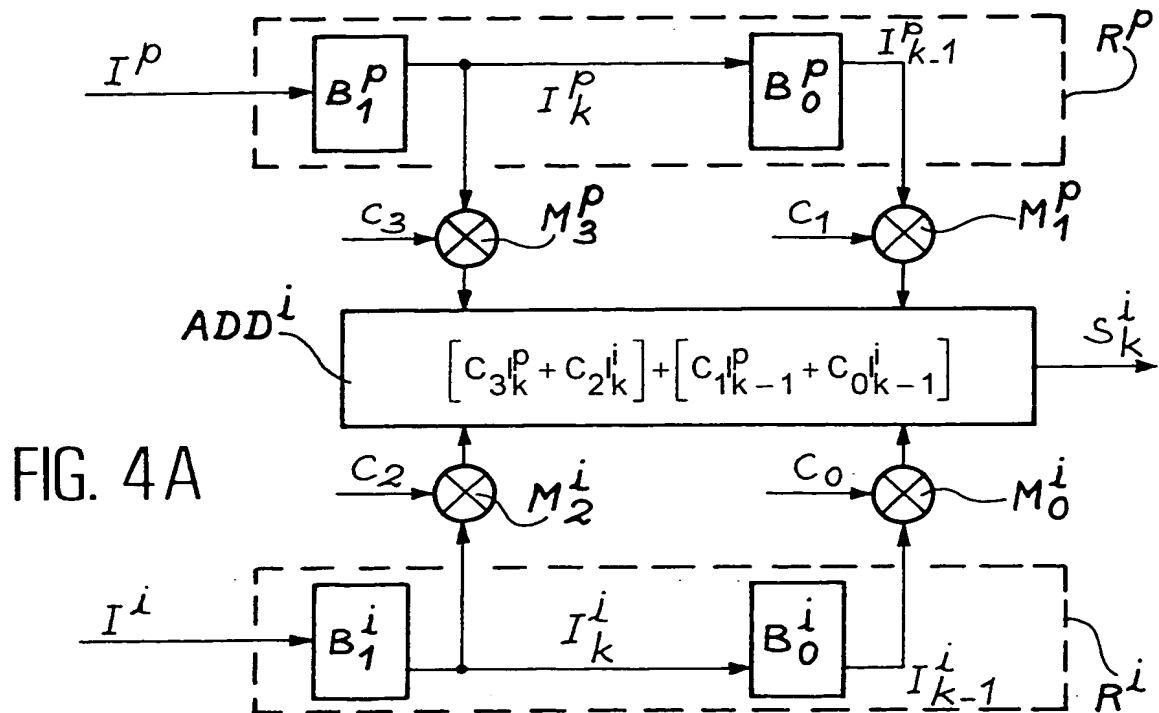 I^p
B_1^p
I_k^p
B_0^p
I_{k-1}^p
R^p
C_3
M_3^p
C_1
M_1^p
ADD^i
[C_3I_k^p + C_2I_k^i] + [C_1I_{k-1}^p + C_0I_{k-1}^i]
S_k^i
FIG. 4A
C_2
M_2^i
C_0
M_0^i
I^i
B_1^i
I_k^i
B_0^i
I_{k-1}^i
R^i